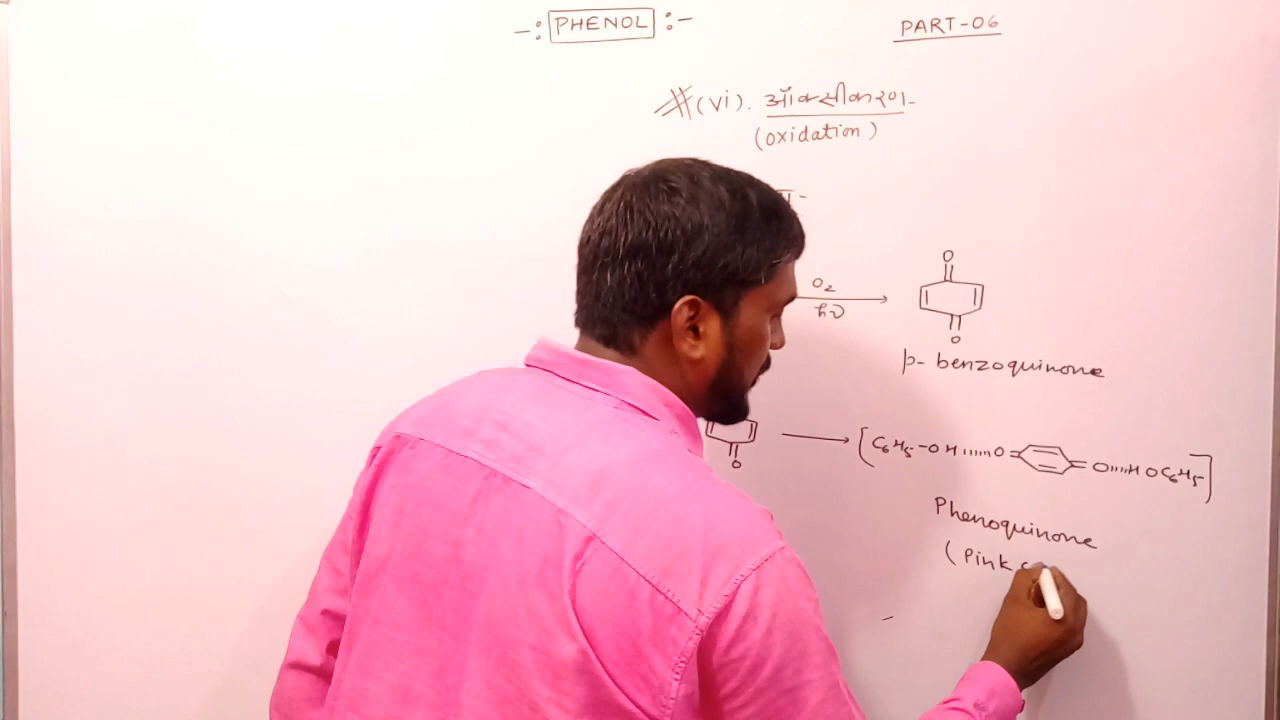 -: PHENOL :-
PART-06
(vi). ऑक्सीकरण-
(oxidation)
O₂
hν
O
O
p- benzoquinone
O
[C₆H₅-OH......O=  =O.....HOC₆H₅]
Phenoquinone
(Pink